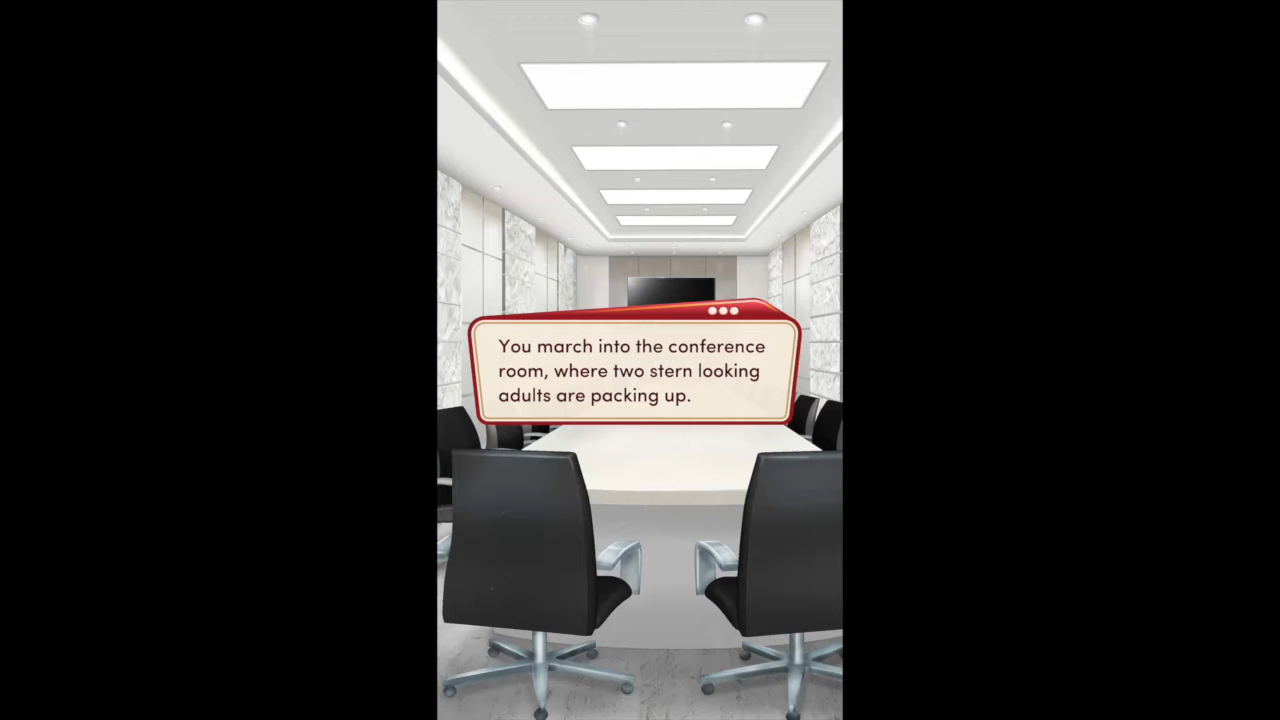 You march into the conference
room, where two stern looking
adults are packing up.